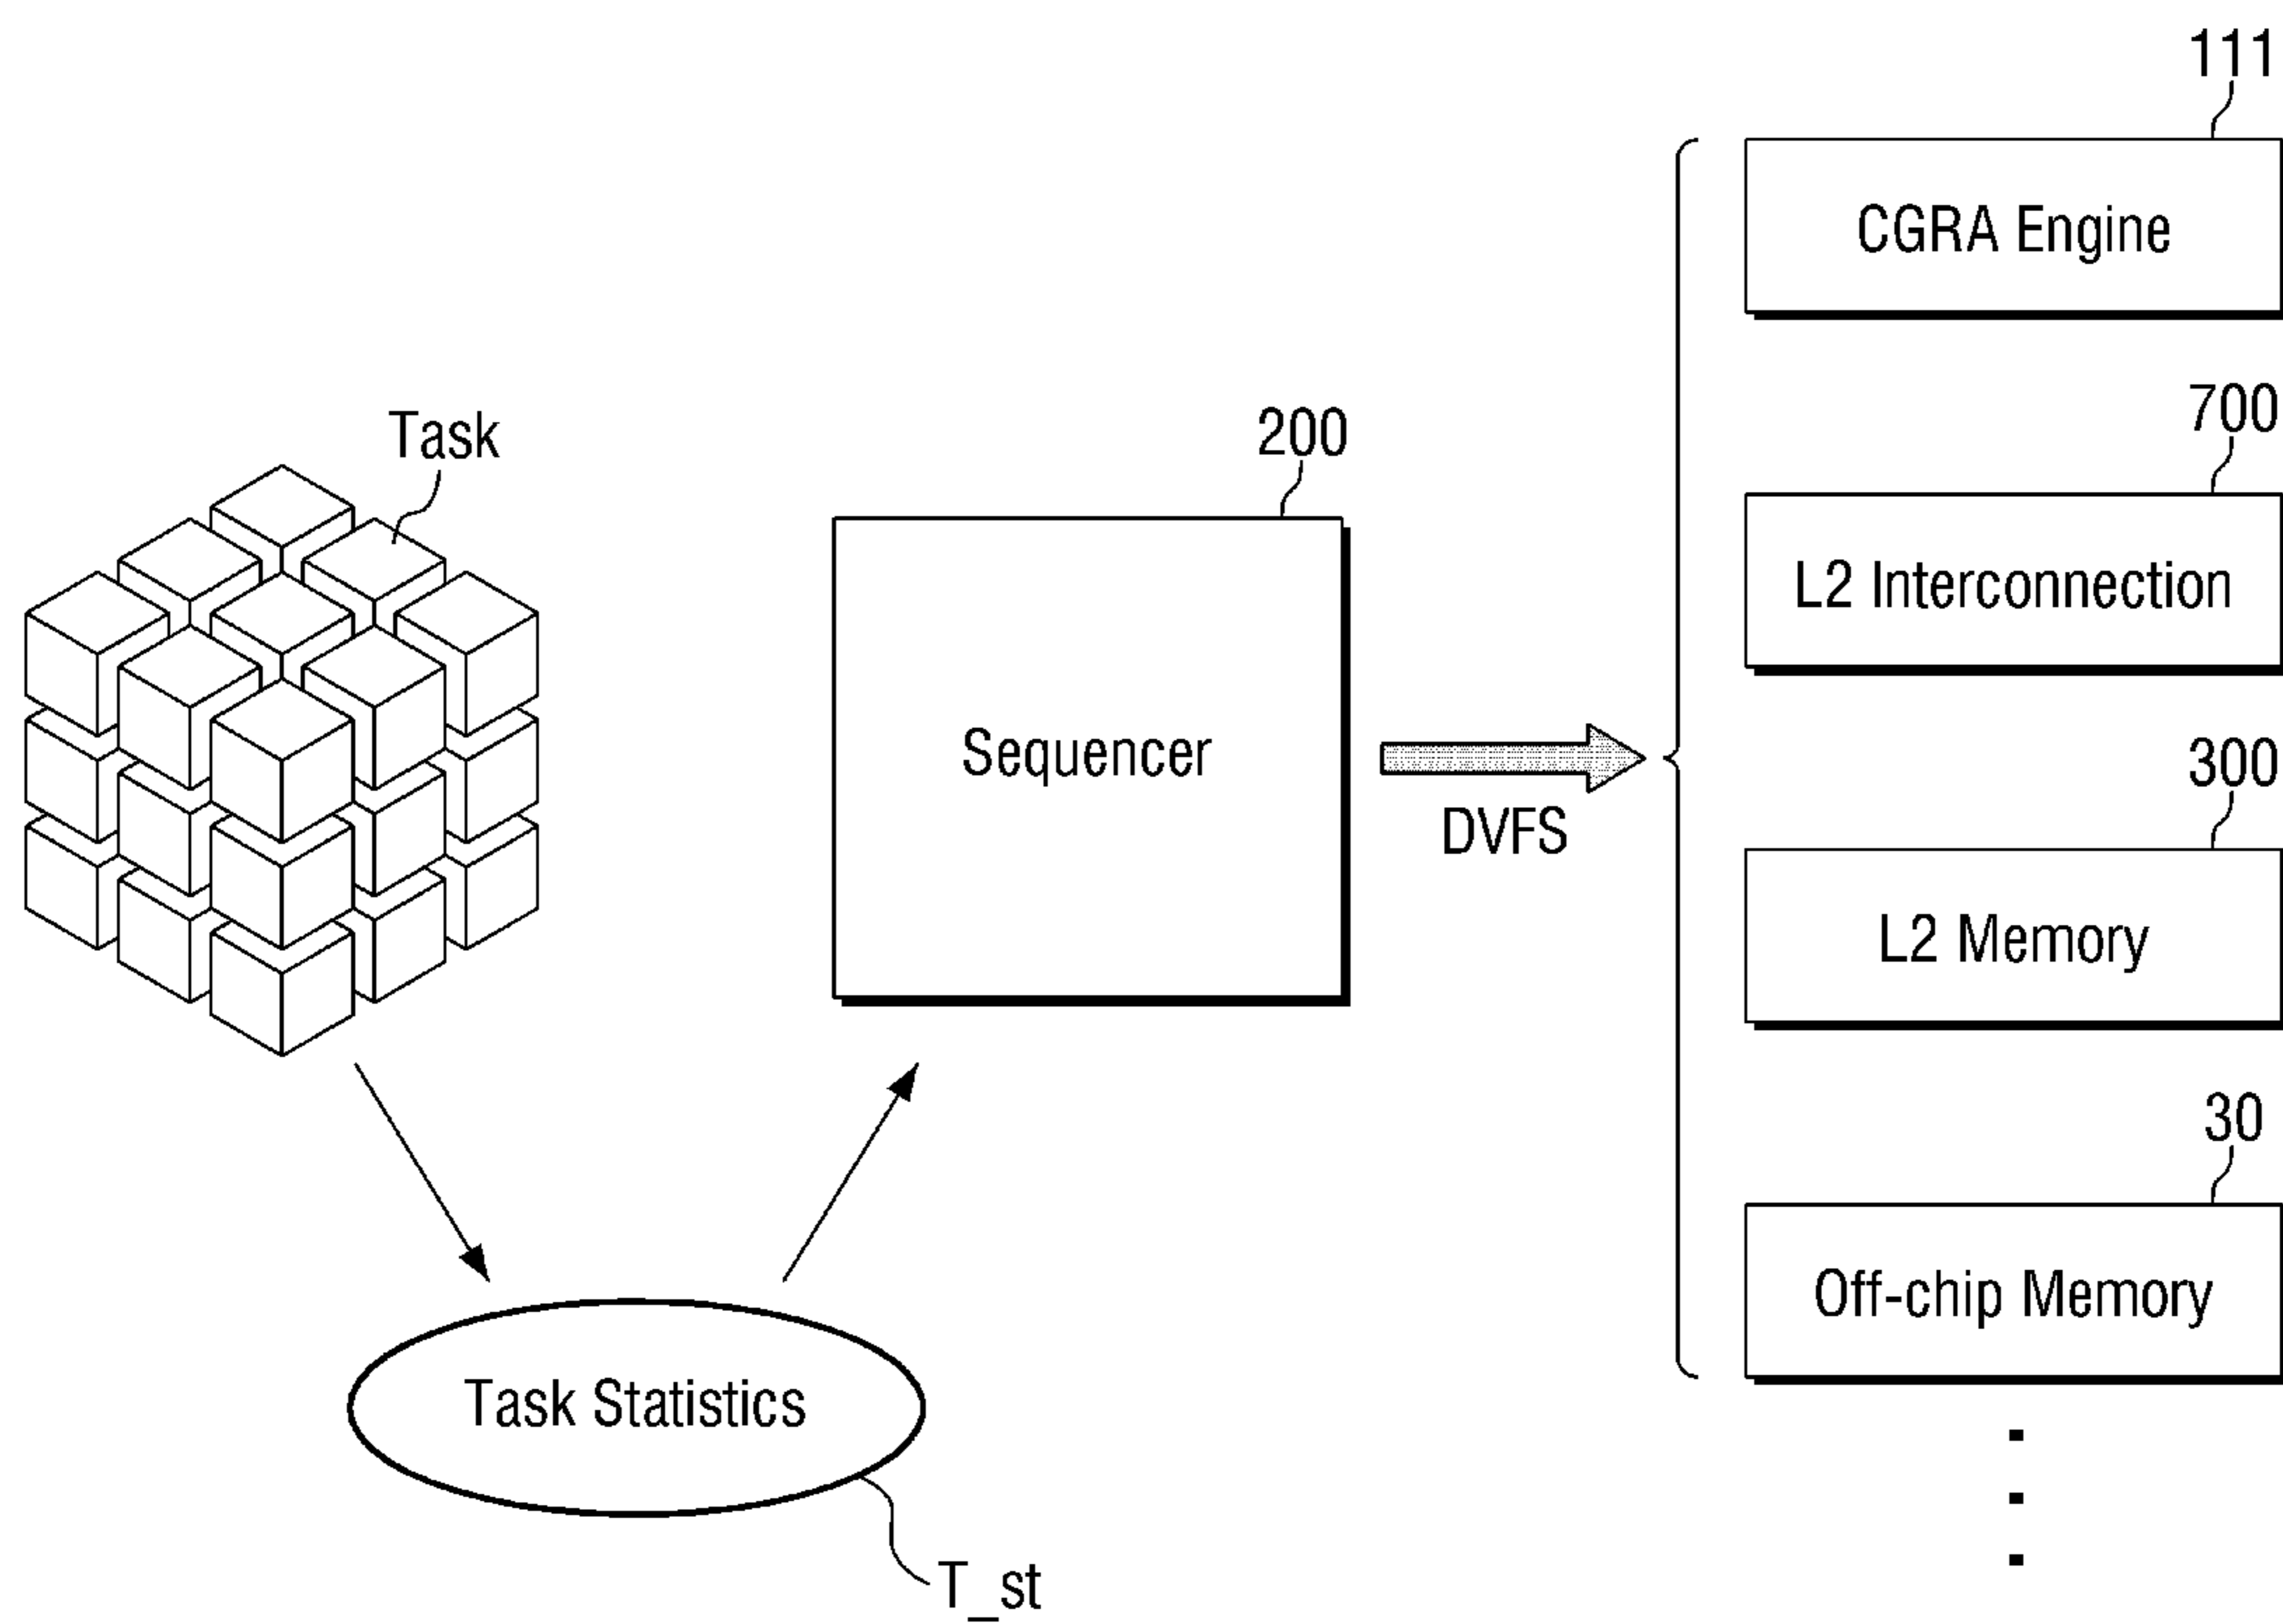 111
CGRA Engine
700
L2 Interconnection
Task
200
Sequencer
DVFS
300
L2 Memory
30
Off-chip Memory
Task Statistics
T_st